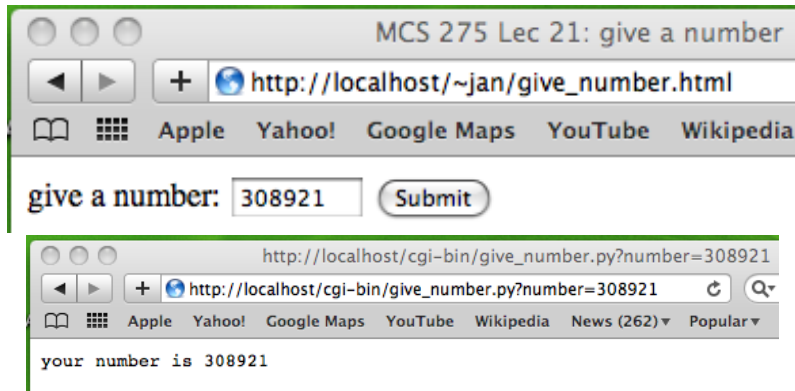 MCS 275 Lec 21: give a number
http://localhost/~jan/give_number.html
Apple Yahoo! Google Maps YouTube Wikipedia
give a number: 308921 Submit
http://localhost/cgi-bin/give_number.py?number=308921
http://localhost/cgi-bin/give_number.py?number=308921
Apple Yahoo! Google Maps YouTube Wikipedia News (262) Popular
your number is 308921